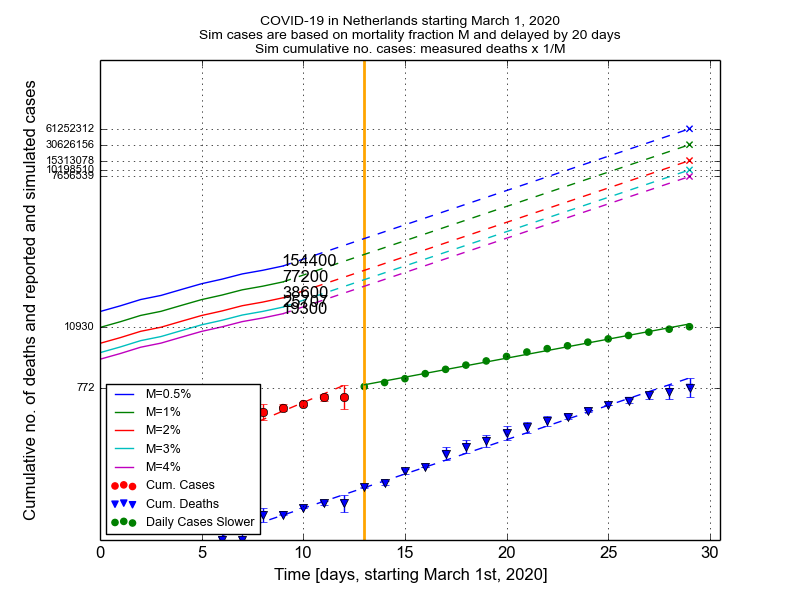 COVID-19 in Netherlands starting March 1, 2020
Sim cases are based on mortality fraction M and delayed by 20 days
Sim cumulative no. cases: measured deaths x 1/M
Cumulative no. of deaths and reported and simulated cases
61252312
30626156
15313078
10198510
7656539
10930
772
154400
77200
38600
25707
19300
M=0.5%
M=1%
M=2%
M=3%
M=4%
Cum. Cases
Cum. Deaths
Daily Cases Slower
0 5 10 15 20 25 30
Time [days, starting March 1st, 2020]